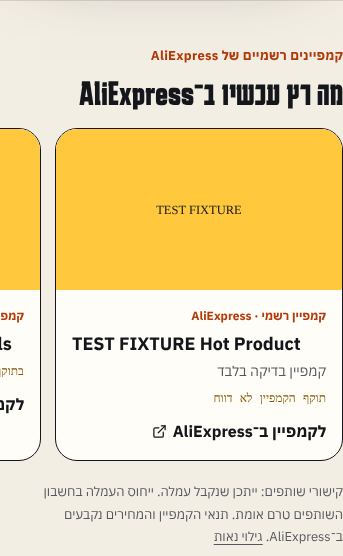 קמפיינים רשמיים של AliExpress
מה רץ עכשיו ב־AliExpress
TEST FIXTURE
קמפיין רשמי · AliExpress
TEST FIXTURE Hot Product
קמפיין בדיקה בלבד
תוקף הקמפיין לא דווח
לקמפיין ב־AliExpress
קישורי שותפים: ייתכן שנקבל עמלה. ייחוס העמלה בחשבון
השותפים טרם אומת. תנאי הקמפיין והמחירים נקבעים
ב־AliExpress. גילוי נאות